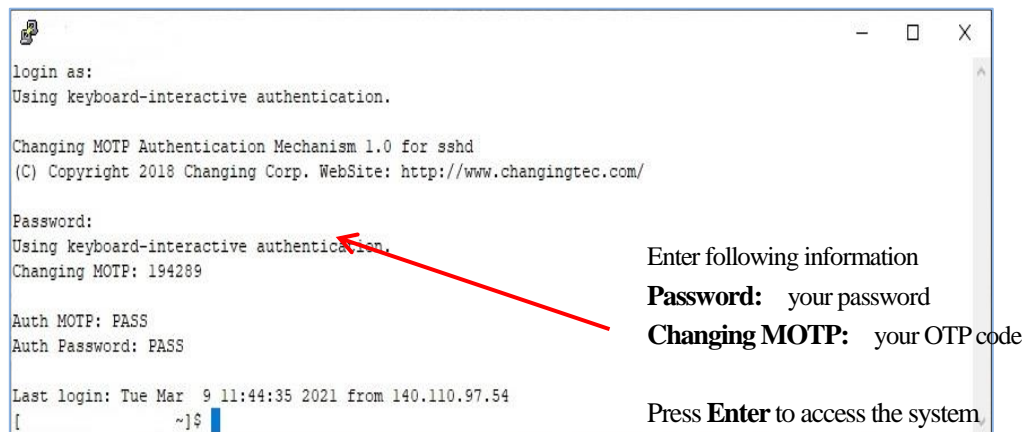 login as:
Using keyboard-interactive authentication.
Changing MOTP Authentication Mechanism 1.0 for sshd
(C) Copyright 2018 Changing Corp. WebSite: http://www.changingtec.com/
Password:
Using keyboard-interactive authentication.
Changing MOTP: 194289
Auth MOTP: PASS
Auth Password: PASS
Last login: Tue Mar  9 11:44:35 2021 from 140.110.97.54
[ ~]$
Enter following information
Password: your password
Changing MOTP: your OTP code
Press Enter to access the system